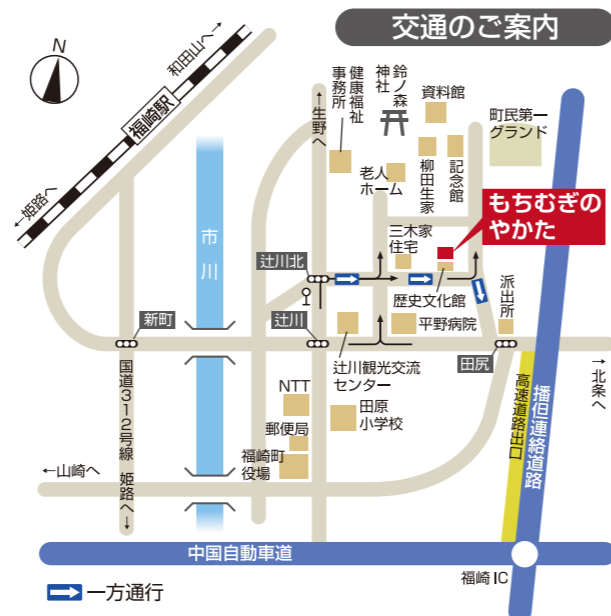 交通のご案内
N
和田山へ→
福崎駅
←姫路へ
←生野へ
健康福祉
事務所
鈴ノ森
神社
資料館
町民第一
グランド
老人
ホーム
柳田生家
記念館
もちむぎの
やかた
三木家
住宅
市川
辻川北
歴史文化館
派出所
新町
辻川
平野病院
田尻
辻川観光交流
センター
→北条へ
国道312号線 姫路へ→
NTT
郵便局
田原
小学校
福崎町
役場
高速道路出口
播但連絡道路
←山崎へ
中国自動車道
福崎IC
一方通行